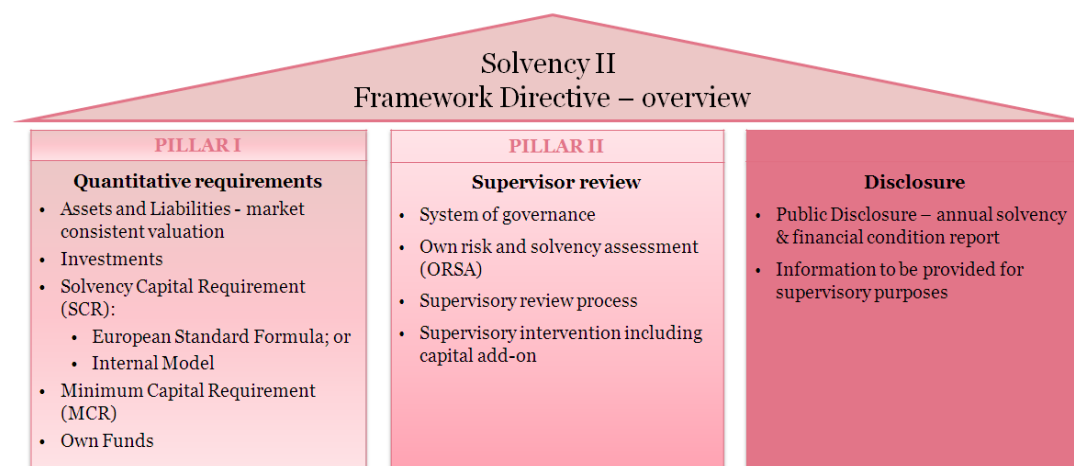 Solvency II
Framework Directive – overview
PILLAR I
Quantitative requirements
• Assets and Liabilities - market
consistent valuation
• Investments
• Solvency Capital Requirement
(SCR):
• European Standard Formula; or
• Internal Model
• Minimum Capital Requirement
(MCR)
• Own Funds
PILLAR II
Supervisor review
• System of governance
• Own risk and solvency assessment
(ORSA)
• Supervisory review process
• Supervisory intervention including
capital add-on
Disclosure
• Public Disclosure – annual solvency
& financial condition report
• Information to be provided for
supervisory purposes